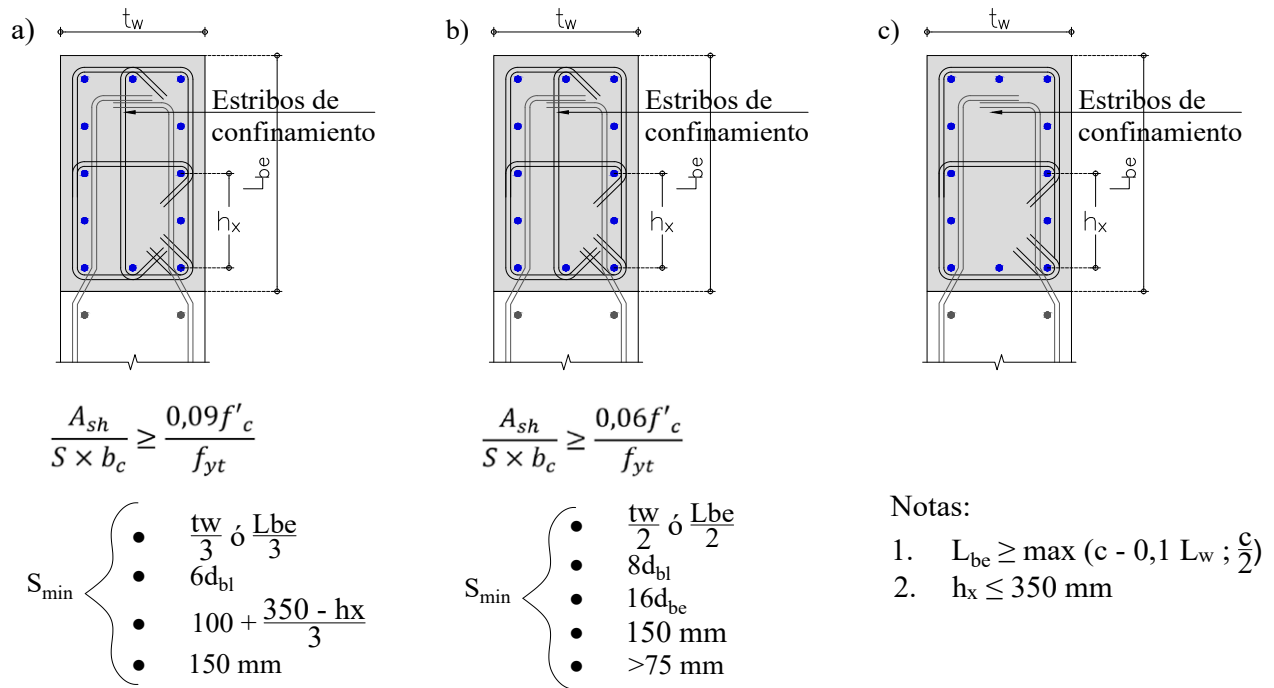 a)
t_w
Estribos de
confinamiento
L_be
h_x
A_sh / (S × b_c) ≥ 0,09f'_c / f_yt
S_min
• tw/3 ó Lbe/3
• 6d_bl
• 100 + (350 - hx)/3
• 150 mm
b)
t_w
Estribos de
confinamiento
L_be
h_x
A_sh / (S × b_c) ≥ 0,06f'_c / f_yt
S_min
• tw/2 ó Lbe/2
• 8d_bl
• 16d_be
• 150 mm
• >75 mm
c)
t_w
Estribos de
confinamiento
L_be
h_x
Notas:
1. L_be ≥ max (c - 0,1 L_w ; c/2)
2. h_x ≤ 350 mm